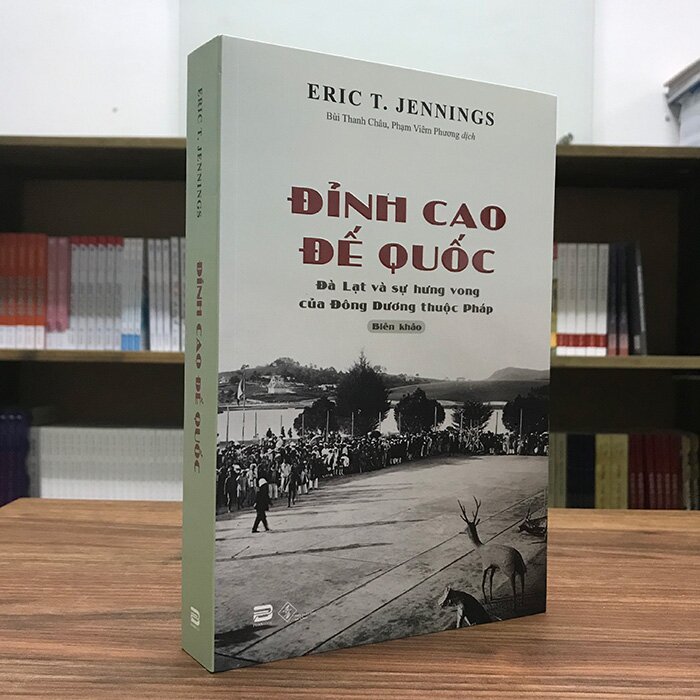 ERIC T. JENNINGS
Bùi Thanh Châu, Phạm Viêm Phương dịch
ĐỈNH CAO
ĐẾ QUỐC
Đà Lạt và sự hưng vong
của Đông Dương thuộc Pháp
Biên khảo
ERIC T. JENNINGS
ĐỈNH CAO ĐẾ QUỐC